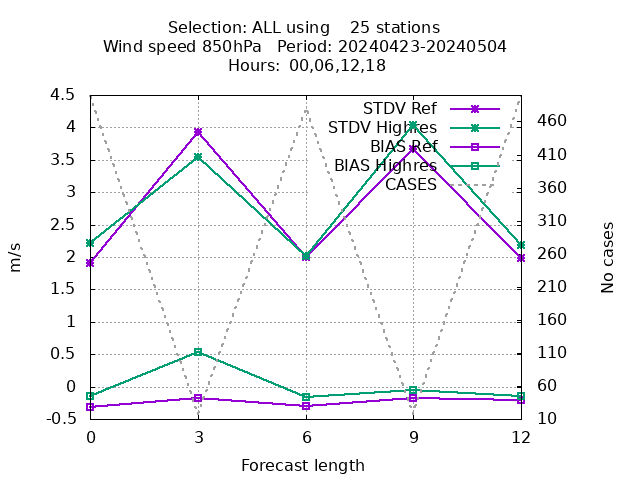 Selection: ALL using 25 stations
Wind speed 850hPa Period: 20240423-20240504
Hours: 00,06,12,18
STDV Ref
STDV Highres
BIAS Ref
BIAS Highres
CASES
4.5
4
3.5
3
2.5
2
1.5
1
0.5
0
-0.5
m/s
460
410
360
310
260
210
160
110
60
10
No cases
0 3 6 9 12
Forecast length